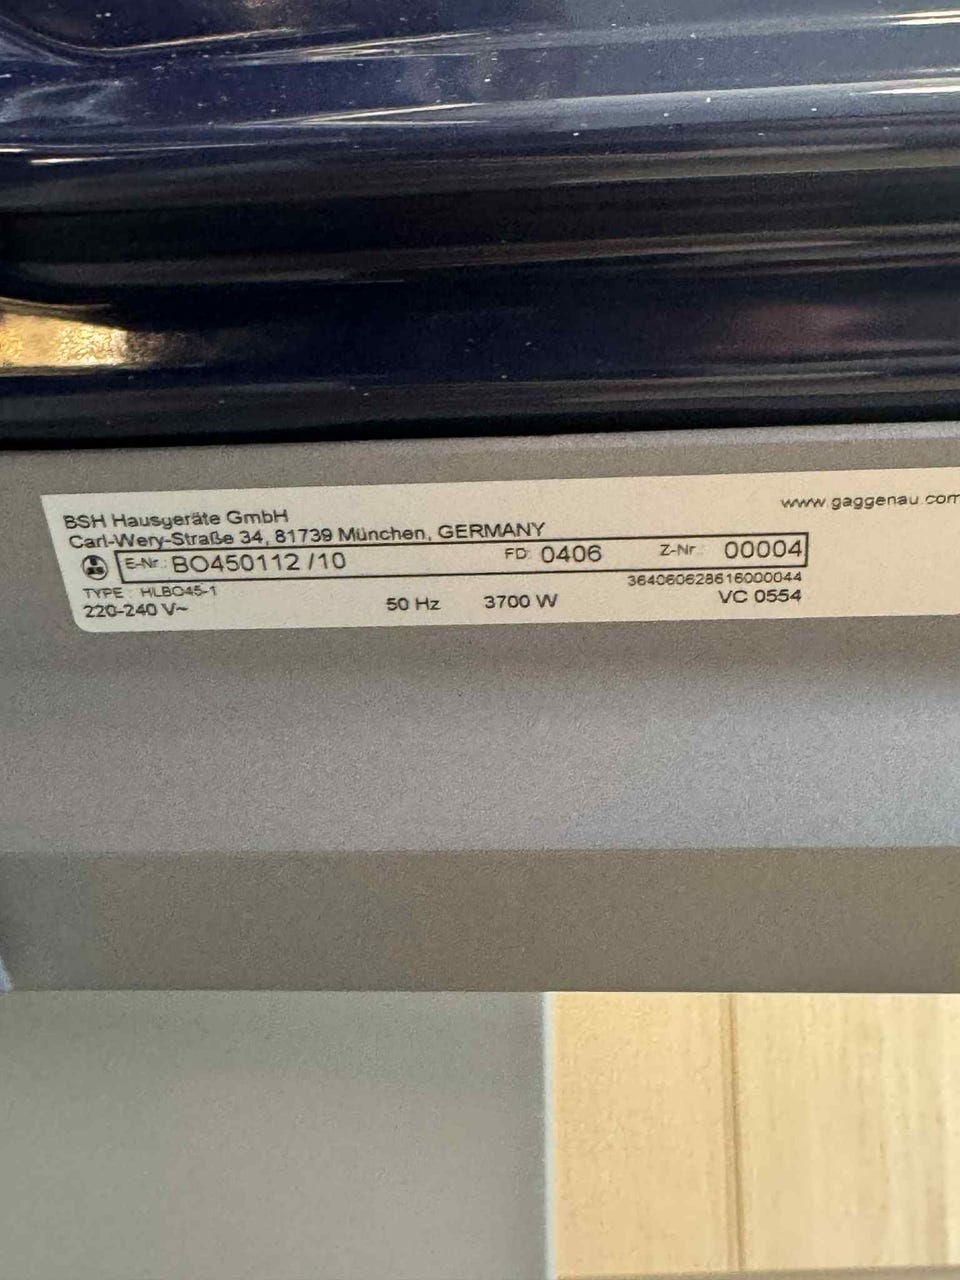 www.gaggenau.com
BSH Hausgeräte GmbH
Carl-Wery-Straße 34, 81739 München, GERMANY
E-Nr.: BO450112 /10 FD: 0406 Z-Nr.: 00004
364060628616000044
TYPE HLBO45-1
220-240 V~ 50 Hz 3700 W VC 0554